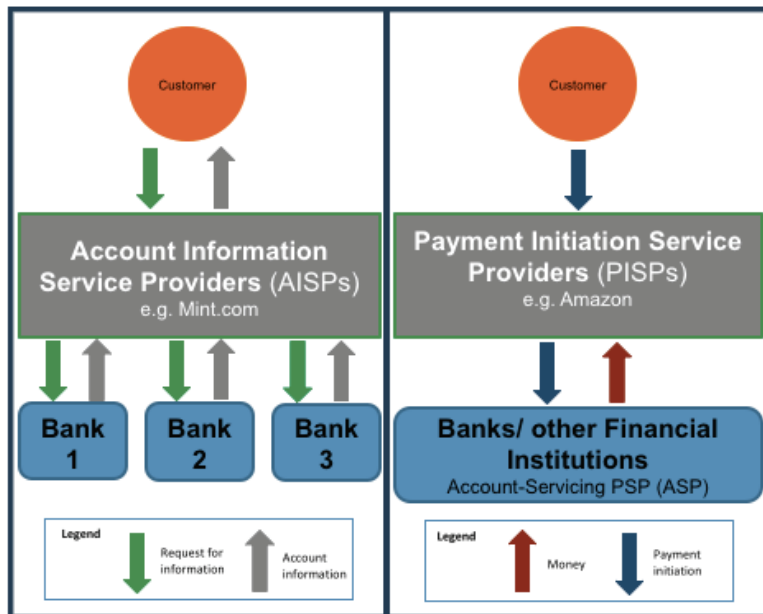 Customer
Account Information
Service Providers (AISPs)
e.g. Mint.com
Bank
1
Bank
2
Bank
3
Legend
Request for
information
Account
information
Customer
Payment Initiation Service
Providers (PISPs)
e.g. Amazon
Banks/ other Financial
Institutions
Account-Servicing PSP (ASP)
Legend
Money
Payment
initiation